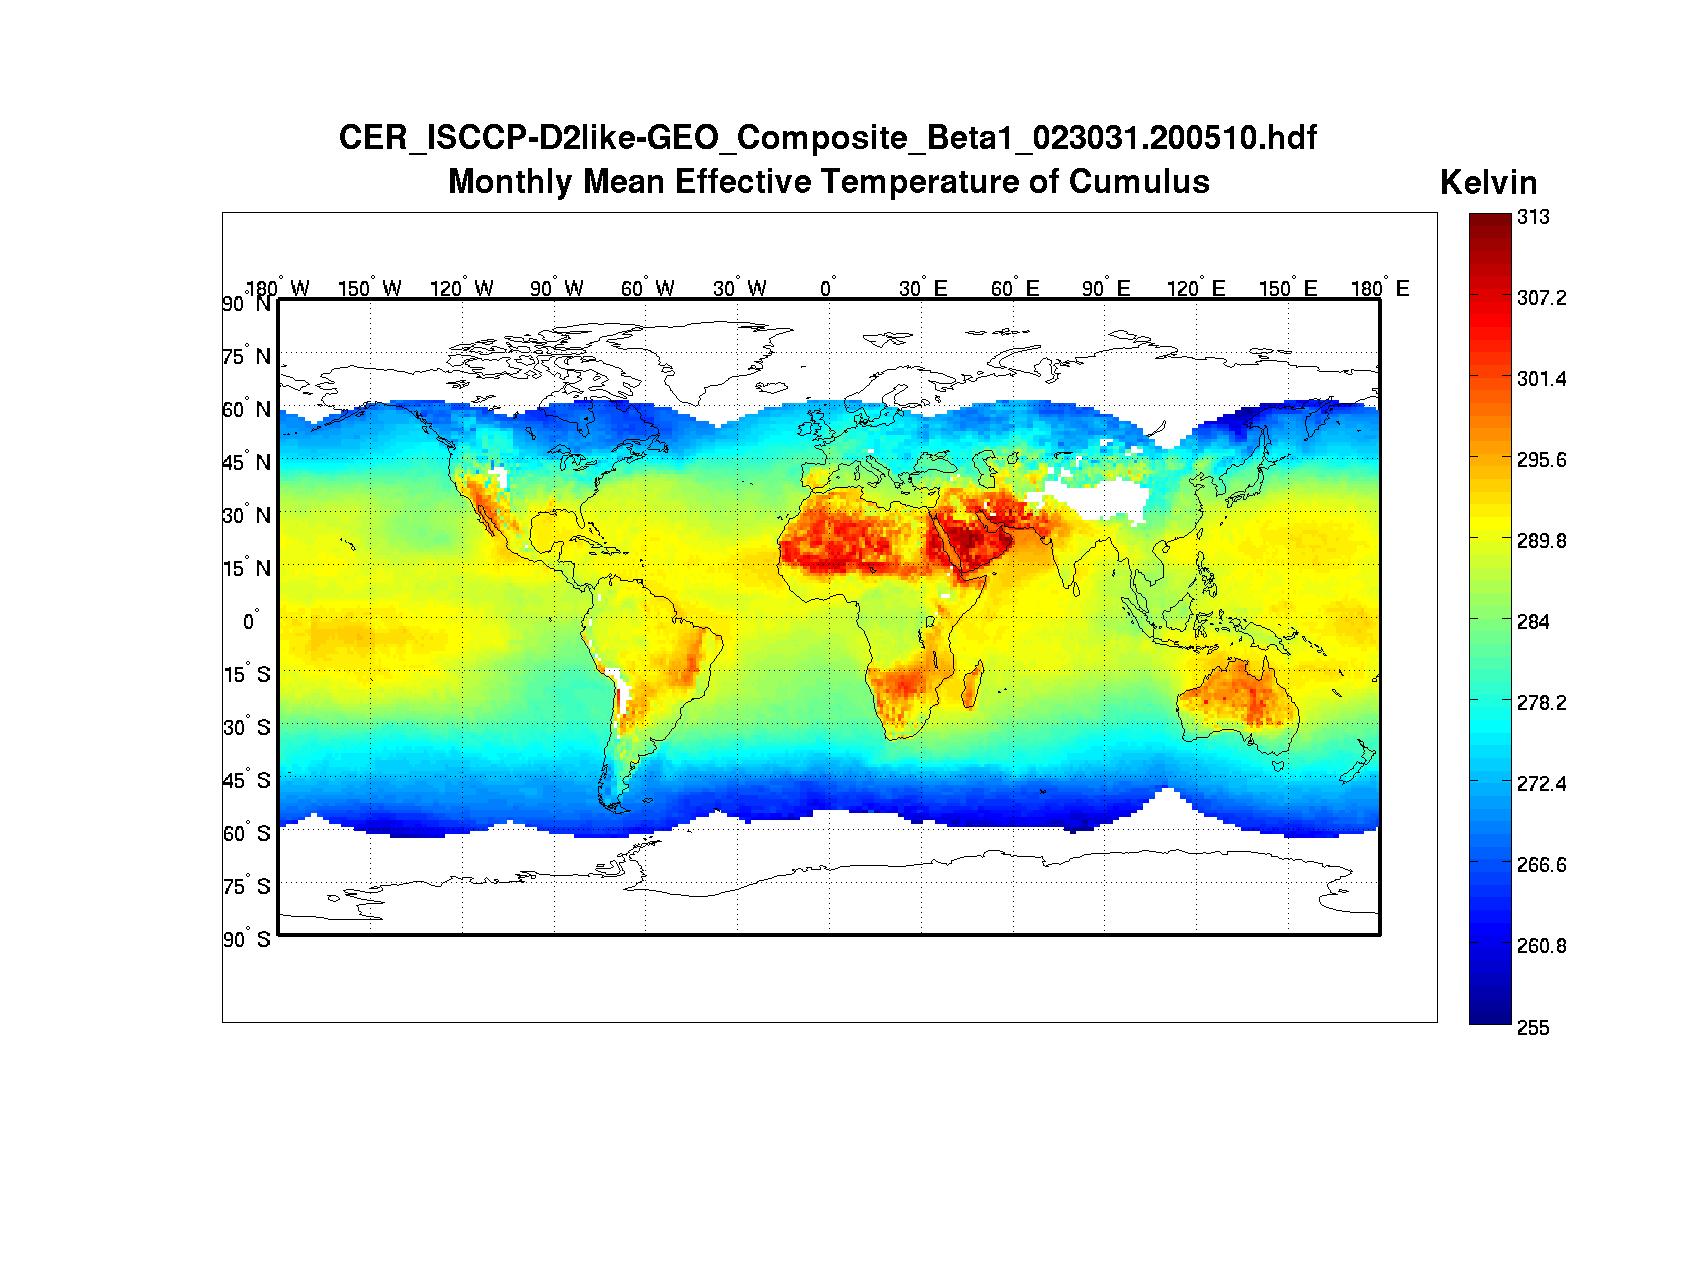 CER_ISCCP-D2like-GEO_Composite_Beta1_023031.200510.hdf
Monthly Mean Effective Temperature of Cumulus
Kelvin
180° W 150° W 120° W 90° W 60° W 30° W 0° 30° E 60° E 90° E 120° E 150° E 180° E
90° N
75° N
60° N
45° N
30° N
15° N
0°
15° S
30° S
45° S
60° S
75° S
90° S
313
307.2
301.4
295.6
289.8
284
278.2
272.4
266.6
260.8
255